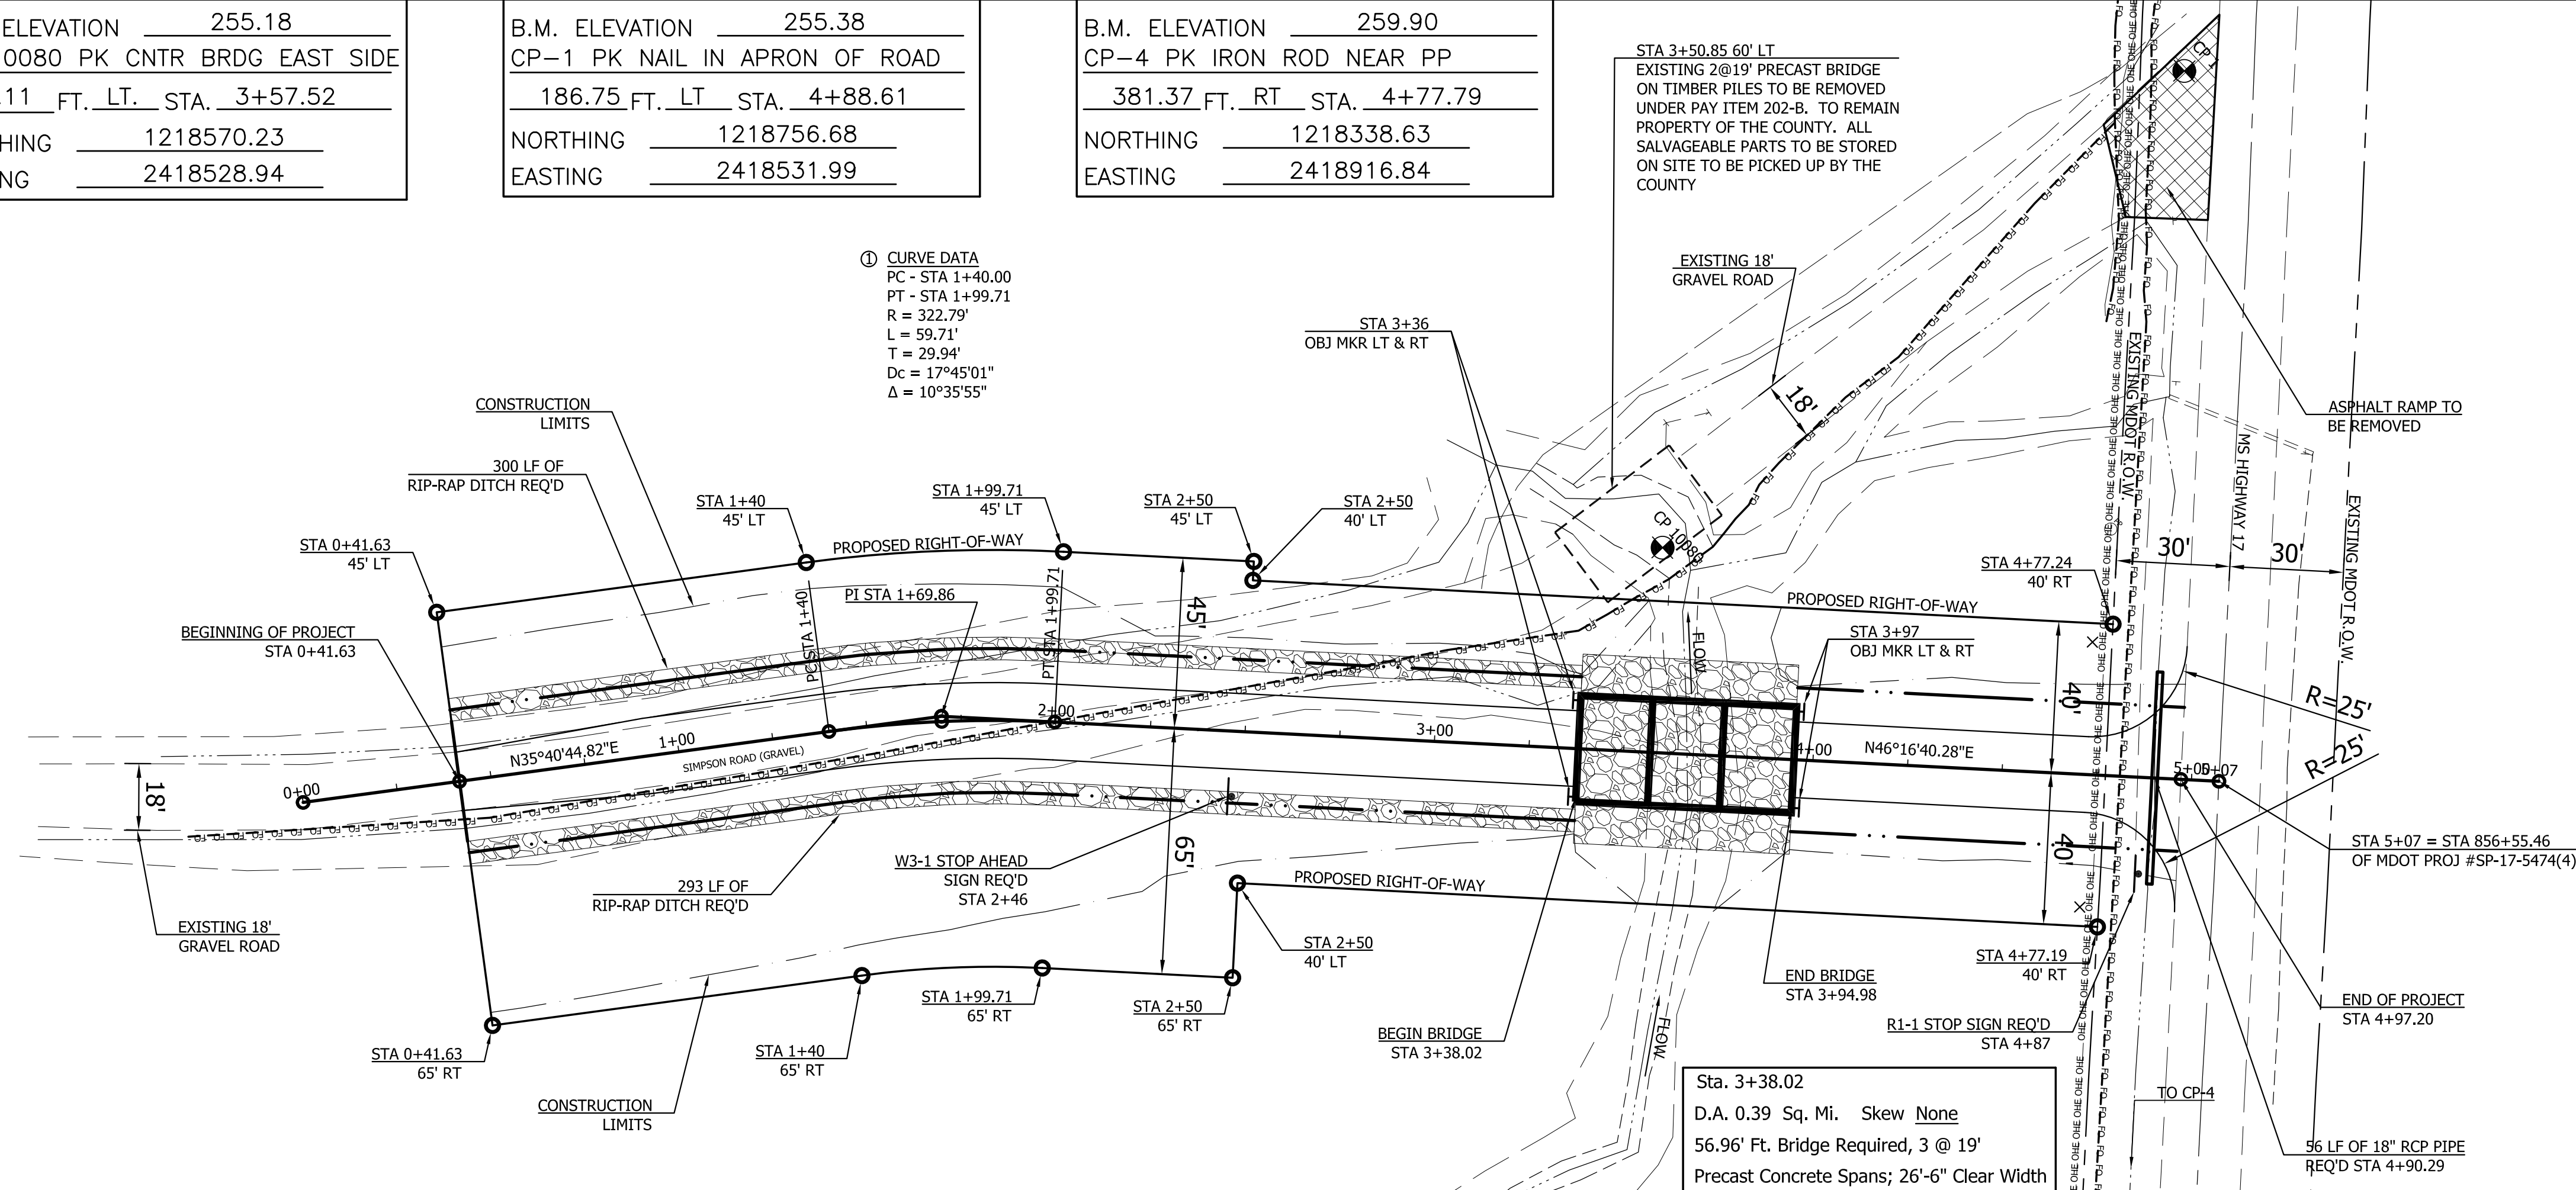 ELEVATION 255.18
0080 PK CNTR BRDG EAST SIDE
.11 FT. LT. STA. 3+57.52
HING 1218570.23
NG 2418528.94
B.M. ELEVATION 255.38
CP-1 PK NAIL IN APRON OF ROAD
186.75 FT. LT STA. 4+88.61
NORTHING 1218756.68
EASTING 2418531.99
B.M. ELEVATION 259.90
CP-4 PK IRON ROD NEAR PP
381.37 FT. RT STA. 4+77.79
NORTHING 1218338.63
EASTING 2418916.84
STA 3+50.85 60' LT
EXISTING 2@19' PRECAST BRIDGE
ON TIMBER PILES TO BE REMOVED
UNDER PAY ITEM 202-B. TO REMAIN
PROPERTY OF THE COUNTY. ALL
SALVAGEABLE PARTS TO BE STORED
ON SITE TO BE PICKED UP BY THE
COUNTY
① CURVE DATA
PC - STA 1+40.00
PT - STA 1+99.71
R = 322.79'
L = 59.71'
T = 29.94'
Dc = 17°45'01"
Δ = 10°35'55"
EXISTING 18'
GRAVEL ROAD
18'
STA 3+36
OBJ MKR LT & RT
CONSTRUCTION
LIMITS
300 LF OF
RIP-RAP DITCH REQ'D
STA 1+40
45' LT
STA 1+99.71
45' LT
STA 2+50
45' LT
STA 2+50
40' LT
STA 0+41.63
45' LT
PROPOSED RIGHT-OF-WAY
BEGINNING OF PROJECT
STA 0+41.63
PC STA 1+40
PI STA 1+69.86
PT STA 1+99.71
45'
CP 10080
CP 1
ASPHALT RAMP TO
BE REMOVED
EXISTING MDOT R.O.W.
MS HIGHWAY 17
EXISTING MDOT R.O.W.
30'
30'
STA 4+77.24
40' RT
PROPOSED RIGHT-OF-WAY
FLOW
STA 3+97
OBJ MKR LT & RT
40'
R=25'
R=25'
0+00
N35°40'44.82"E
1+00
SIMPSON ROAD (GRAVEL)
2+00
3+00
4+00
N46°16'40.28"E
5+00
5+07
18'
65'
40'
STA 5+07 = STA 856+55.46
OF MDOT PROJ #SP-17-5474(4)
EXISTING 18'
GRAVEL ROAD
293 LF OF
RIP-RAP DITCH REQ'D
W3-1 STOP AHEAD
SIGN REQ'D
STA 2+46
PROPOSED RIGHT-OF-WAY
STA 2+50
40' LT
STA 4+77.19
40' RT
END BRIDGE
STA 3+94.98
BEGIN BRIDGE
STA 3+38.02
FLOW
R1-1 STOP SIGN REQ'D
STA 4+87
END OF PROJECT
STA 4+97.20
STA 0+41.63
65' RT
STA 1+40
65' RT
STA 1+99.71
65' RT
STA 2+50
65' RT
CONSTRUCTION
LIMITS
TO CP-4
56 LF OF 18" RCP PIPE
REQ'D STA 4+90.29
Sta. 3+38.02
D.A. 0.39 Sq. Mi. Skew None
56.96' Ft. Bridge Required, 3 @ 19'
Precast Concrete Spans; 26'-6" Clear Width